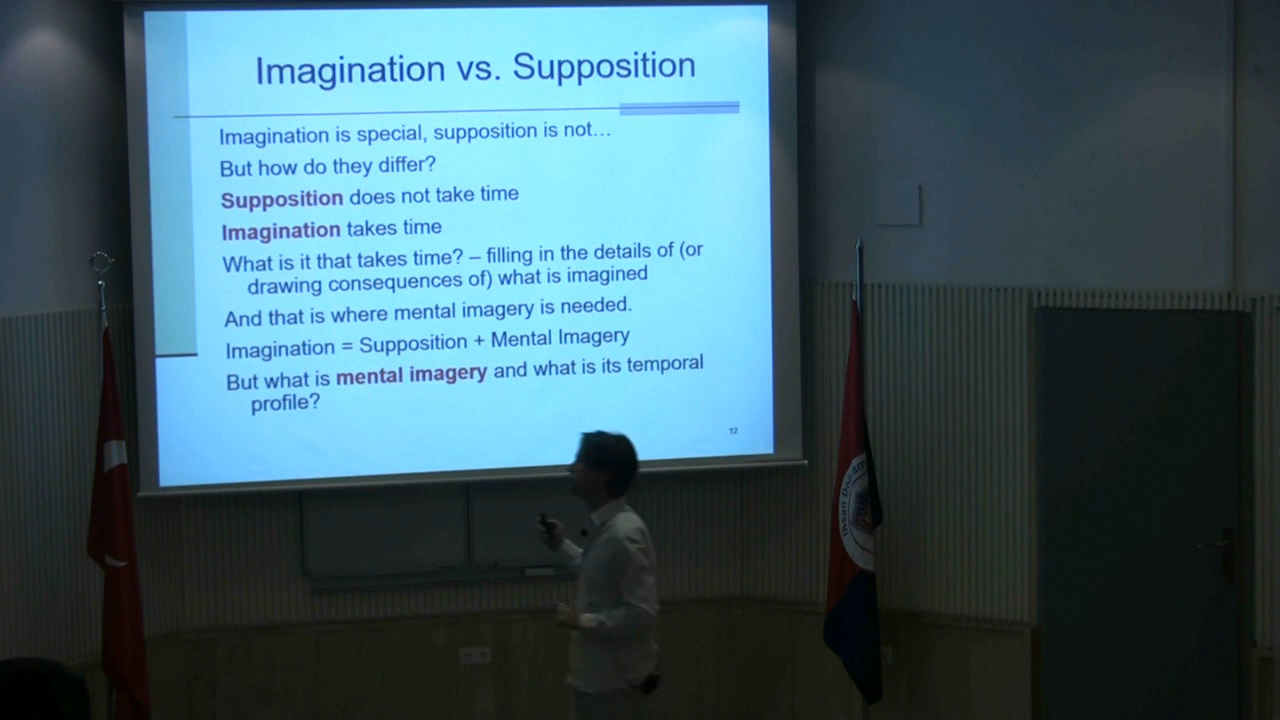 Imagination vs. Supposition
Imagination is special, supposition is not…
But how do they differ?
Supposition does not take time
Imagination takes time
What is it that takes time? – filling in the details of (or
drawing consequences of) what is imagined
And that is where mental imagery is needed.
Imagination = Supposition + Mental Imagery
But what is mental imagery and what is its temporal
profile?
12